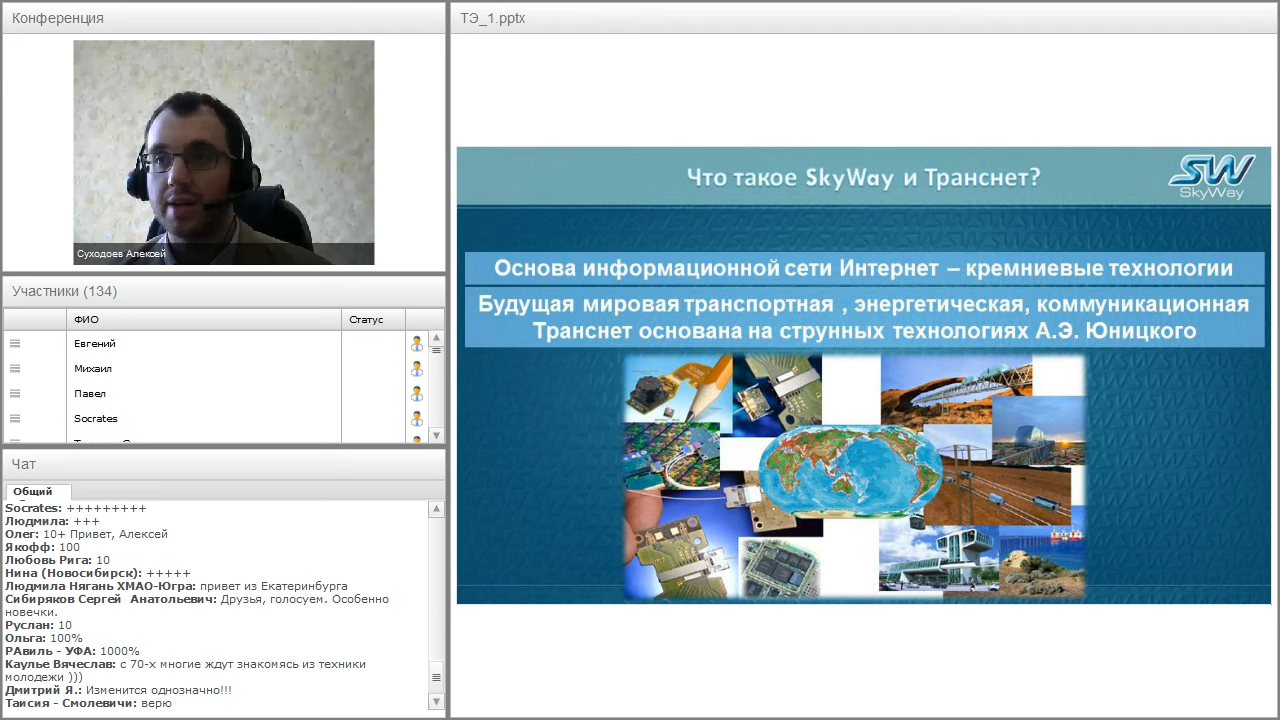 Конференция
Суходоев Алексей
Участники (134)
ФИО
Статус
Евгений
Михаил
Павел
Socrates
Чат
Общий
Socrates: +++++++++
Людмила: +++
Олег: 10+ Привет, Алексей
Якофф: 100
Любовь Рига: 10
Нина (Новосибирск): +++++
Людмила Нягань ХМАО-Югра: привет из Екатеринбурга
Сибиряков Сергей  Анатольевич: Друзья, голосуем. Особенно
новечки.
Руслан: 10
Ольга: 100%
РАвиль - УФА: 1000%
Каулье Вячеслав: с 70-х многие ждут знакомясь из техники
молодежи )))
Дмитрий Я.: Изменится однозначно!!!
Таисия - Смолевичи: верю
ТЭ_1.pptx
Что такое SkyWay и Транснет?
SW
SkyWay
Основа информационной сети Интернет – кремниевые технологии
Будущая мировая транспортная , энергетическая, коммуникационная
Транснет основана на струнных технологиях А.Э. Юницкого